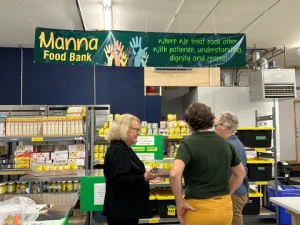 Manna
Food Bank
where we treat each other
with patience, understanding,
dignity and respect